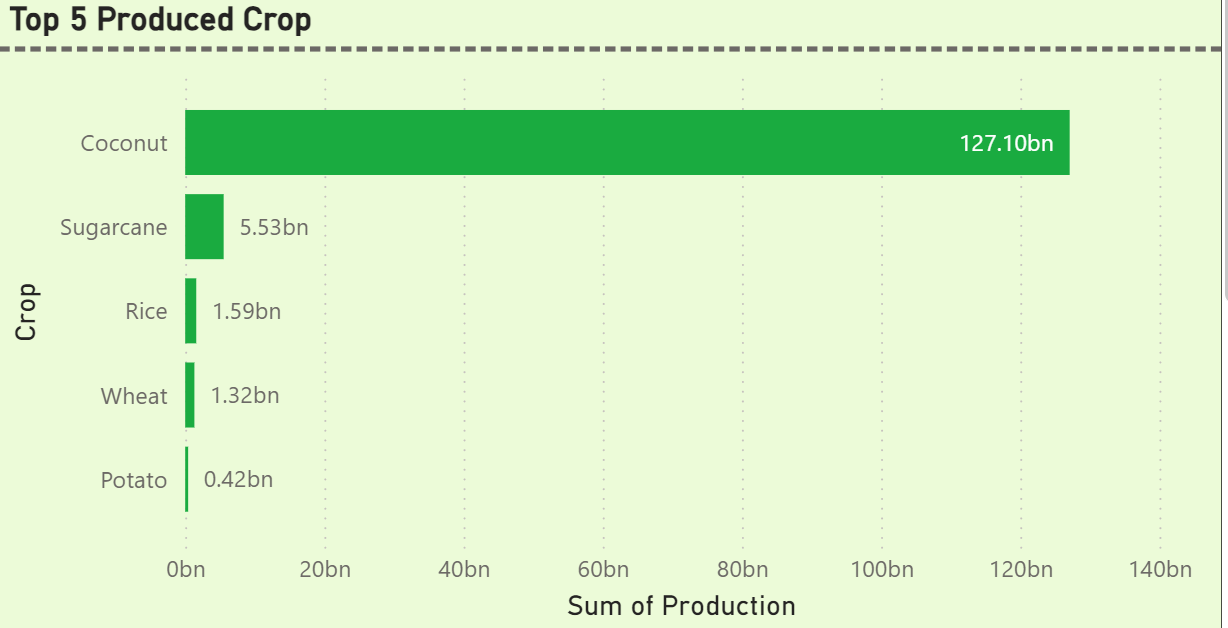 Top 5 Produced Crop
Coconut
127.10bn
Sugarcane
5.53bn
Rice
1.59bn
Wheat
1.32bn
Potato
0.42bn
Crop
0bn 20bn 40bn 60bn 80bn 100bn 120bn 140bn
Sum of Production